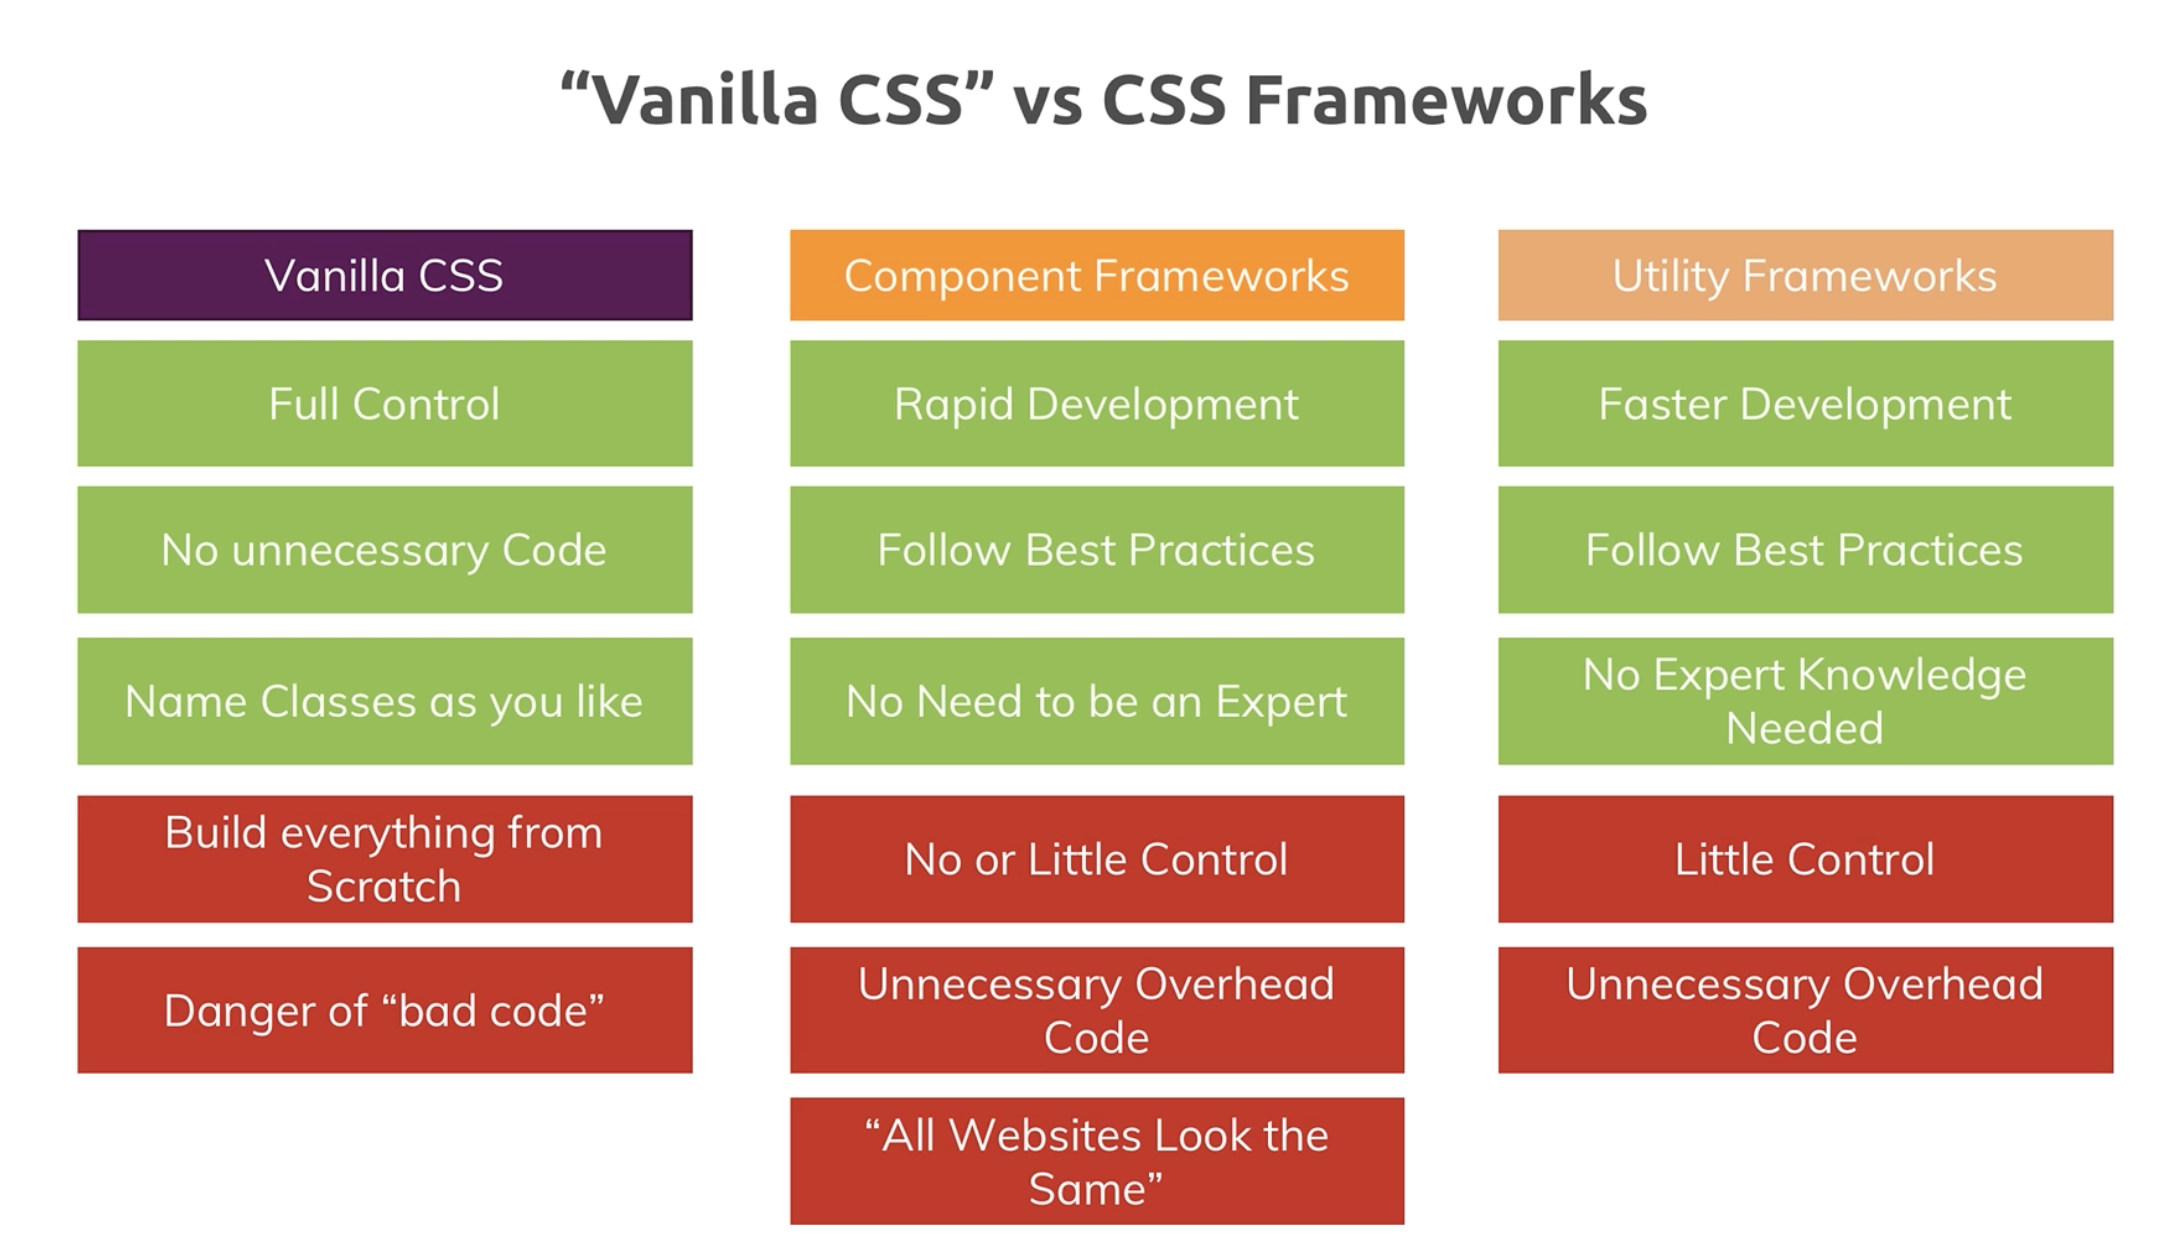 “Vanilla CSS” vs CSS Frameworks
Vanilla CSS
Full Control
No unnecessary Code
Name Classes as you like
Build everything from
Scratch
Danger of “bad code”
Component Frameworks
Rapid Development
Follow Best Practices
No Need to be an Expert
No or Little Control
Unnecessary Overhead
Code
“All Websites Look the
Same”
Utility Frameworks
Faster Development
Follow Best Practices
No Expert Knowledge
Needed
Little Control
Unnecessary Overhead
Code